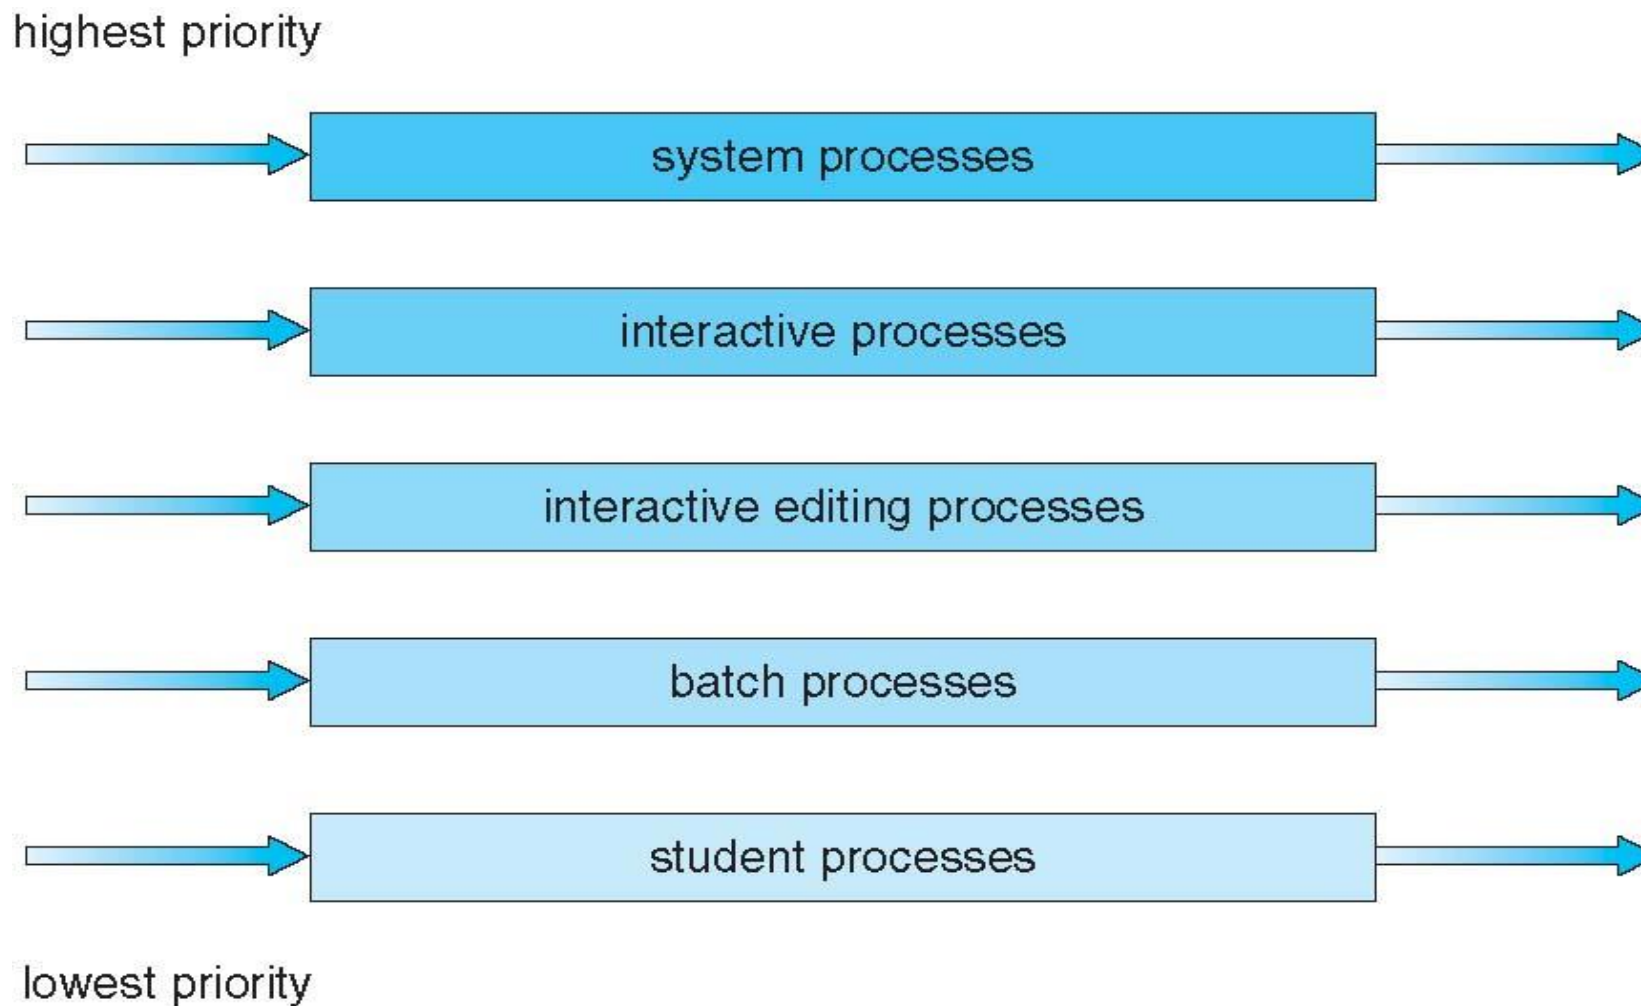 highest priority
system processes
interactive processes
interactive editing processes
batch processes
student processes
lowest priority